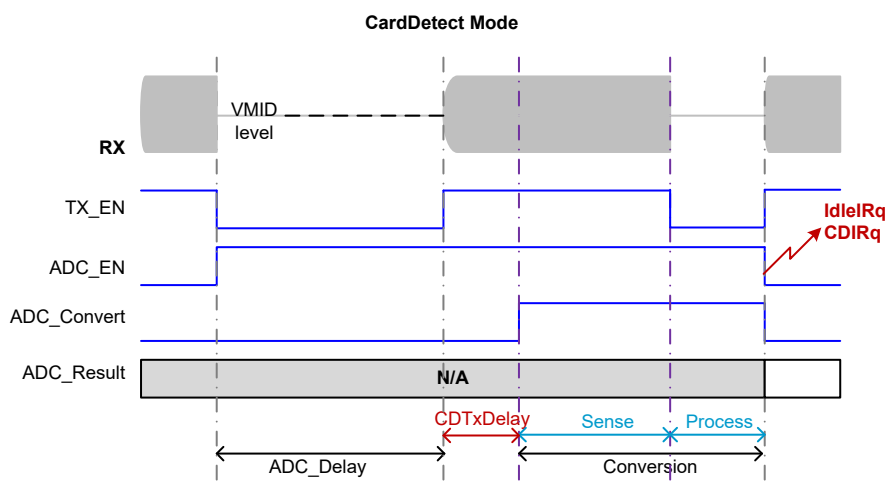 CardDetect Mode
VMID
level
RX
TX_EN
IdleIRq
CDIRq
ADC_EN
ADC_Convert
ADC_Result
N/A
CDTxDelay
Sense
Process
ADC_Delay
Conversion